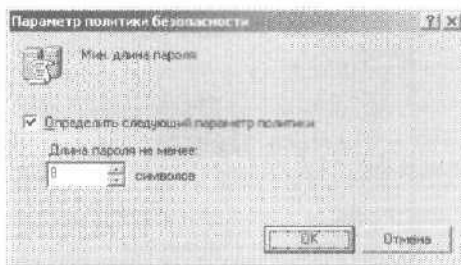 Параметр политики безопасности
Мин. длина пароля
Определить следующий параметр политики
Длина пароля не менее:
8 символов
OK
Отмена